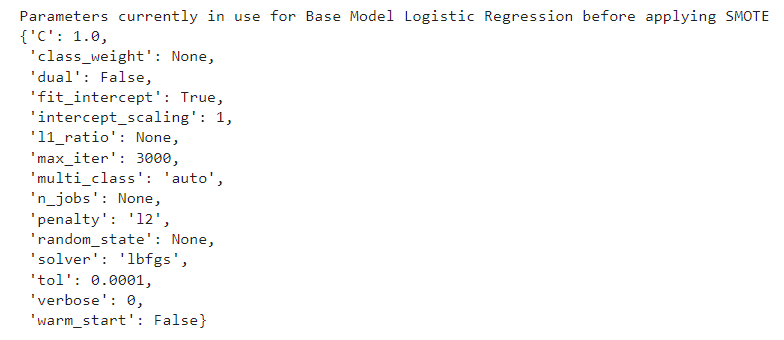 Parameters currently in use for Base Model Logistic Regression before applying SMOTE
{'C': 1.0,
 'class_weight': None,
 'dual': False,
 'fit_intercept': True,
 'intercept_scaling': 1,
 'l1_ratio': None,
 'max_iter': 3000,
 'multi_class': 'auto',
 'n_jobs': None,
 'penalty': 'l2',
 'random_state': None,
 'solver': 'lbfgs',
 'tol': 0.0001,
 'verbose': 0,
 'warm_start': False}